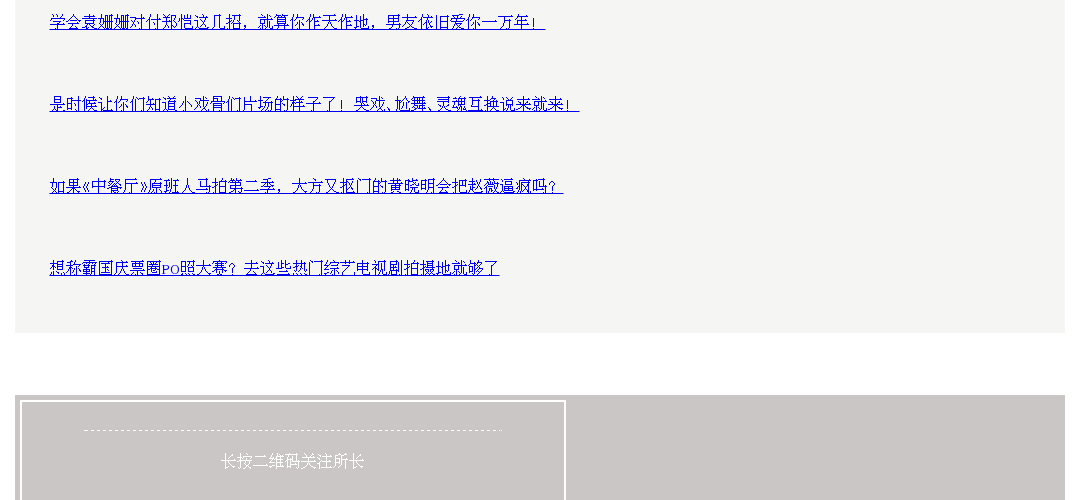 学会袁姗姗对付郑恺这几招，就算你作天作地，男友依旧爱你一万年！
是时候让你们知道小戏骨们片场的样子了！哭戏、尬舞、灵魂互换说来就来！
如果《中餐厅》原班人马拍第二季，大方又抠门的黄晓明会把赵薇逼疯吗？
想称霸国庆票圈PO照大赛？去这些热门综艺电视剧拍摄地就够了
长按二维码关注所长